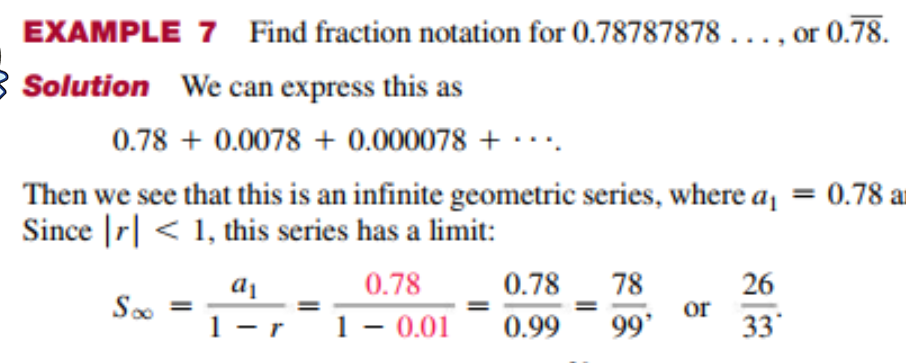 EXAMPLE 7 Find fraction notation for 0.78787878 . . . , or 0.7̅8̅.
Solution We can express this as
0.78 + 0.0078 + 0.000078 + ⋯.
Then we see that this is an infinite geometric series, where a₁ = 0.78
Since |r| < 1, this series has a limit:
S∞ = a₁ / (1 − r) = 0.78 / (1 − 0.01) = 0.78 / 0.99 = 78/99, or 26/33.